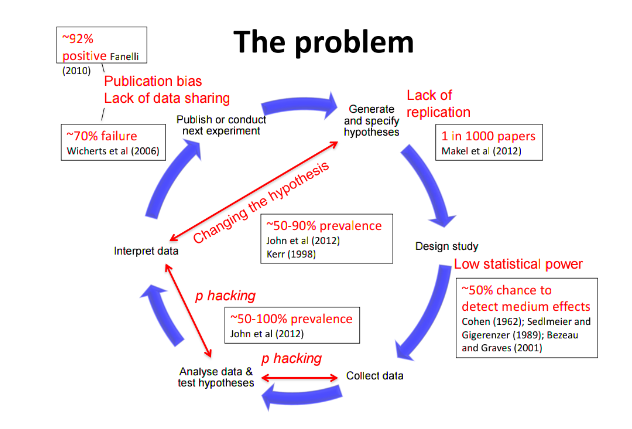 The problem
~92%
positive Fanelli
(2010)
Publication bias
Lack of data sharing
~70% failure
Wicherts et al (2006)
Publish or conduct
next experiment
Generate
and specify
hypotheses
Lack of
replication
1 in 1000 papers
Makel et al (2012)
Changing the hypothesis
~50-90% prevalence
John et al (2012)
Kerr (1998)
Interpret data
Design study
Low statistical power
~50% chance to
detect medium effects
Cohen (1962); Sedlmeier and
Gigerenzer (1989); Bezeau
and Graves (2001)
p hacking
~50-100% prevalence
John et al (2012)
p hacking
Analyse data &
test hypotheses
Collect data